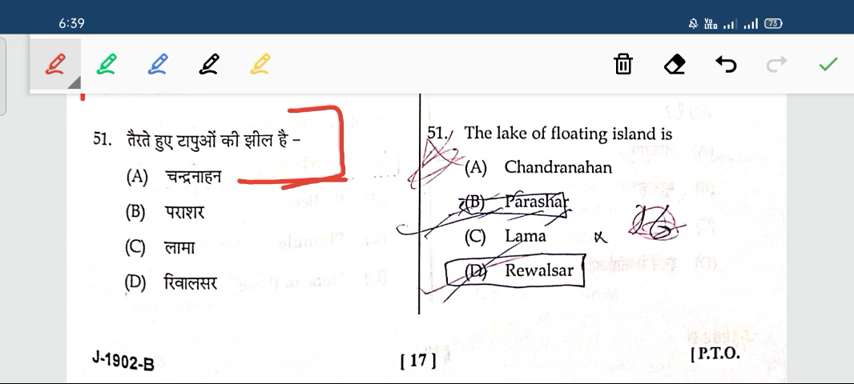 6:39
73
51. तैरते हुए टापुओं की झील है –
(A) चन्द्रनाहन
(B) पराशर
(C) लामा
(D) रिवालसर
51. The lake of floating island is
(A) Chandranahan
(B) Parashar
(C) Lama
(D) Rewalsar
J-1902-B
[ 17 ]
[ P.T.O.